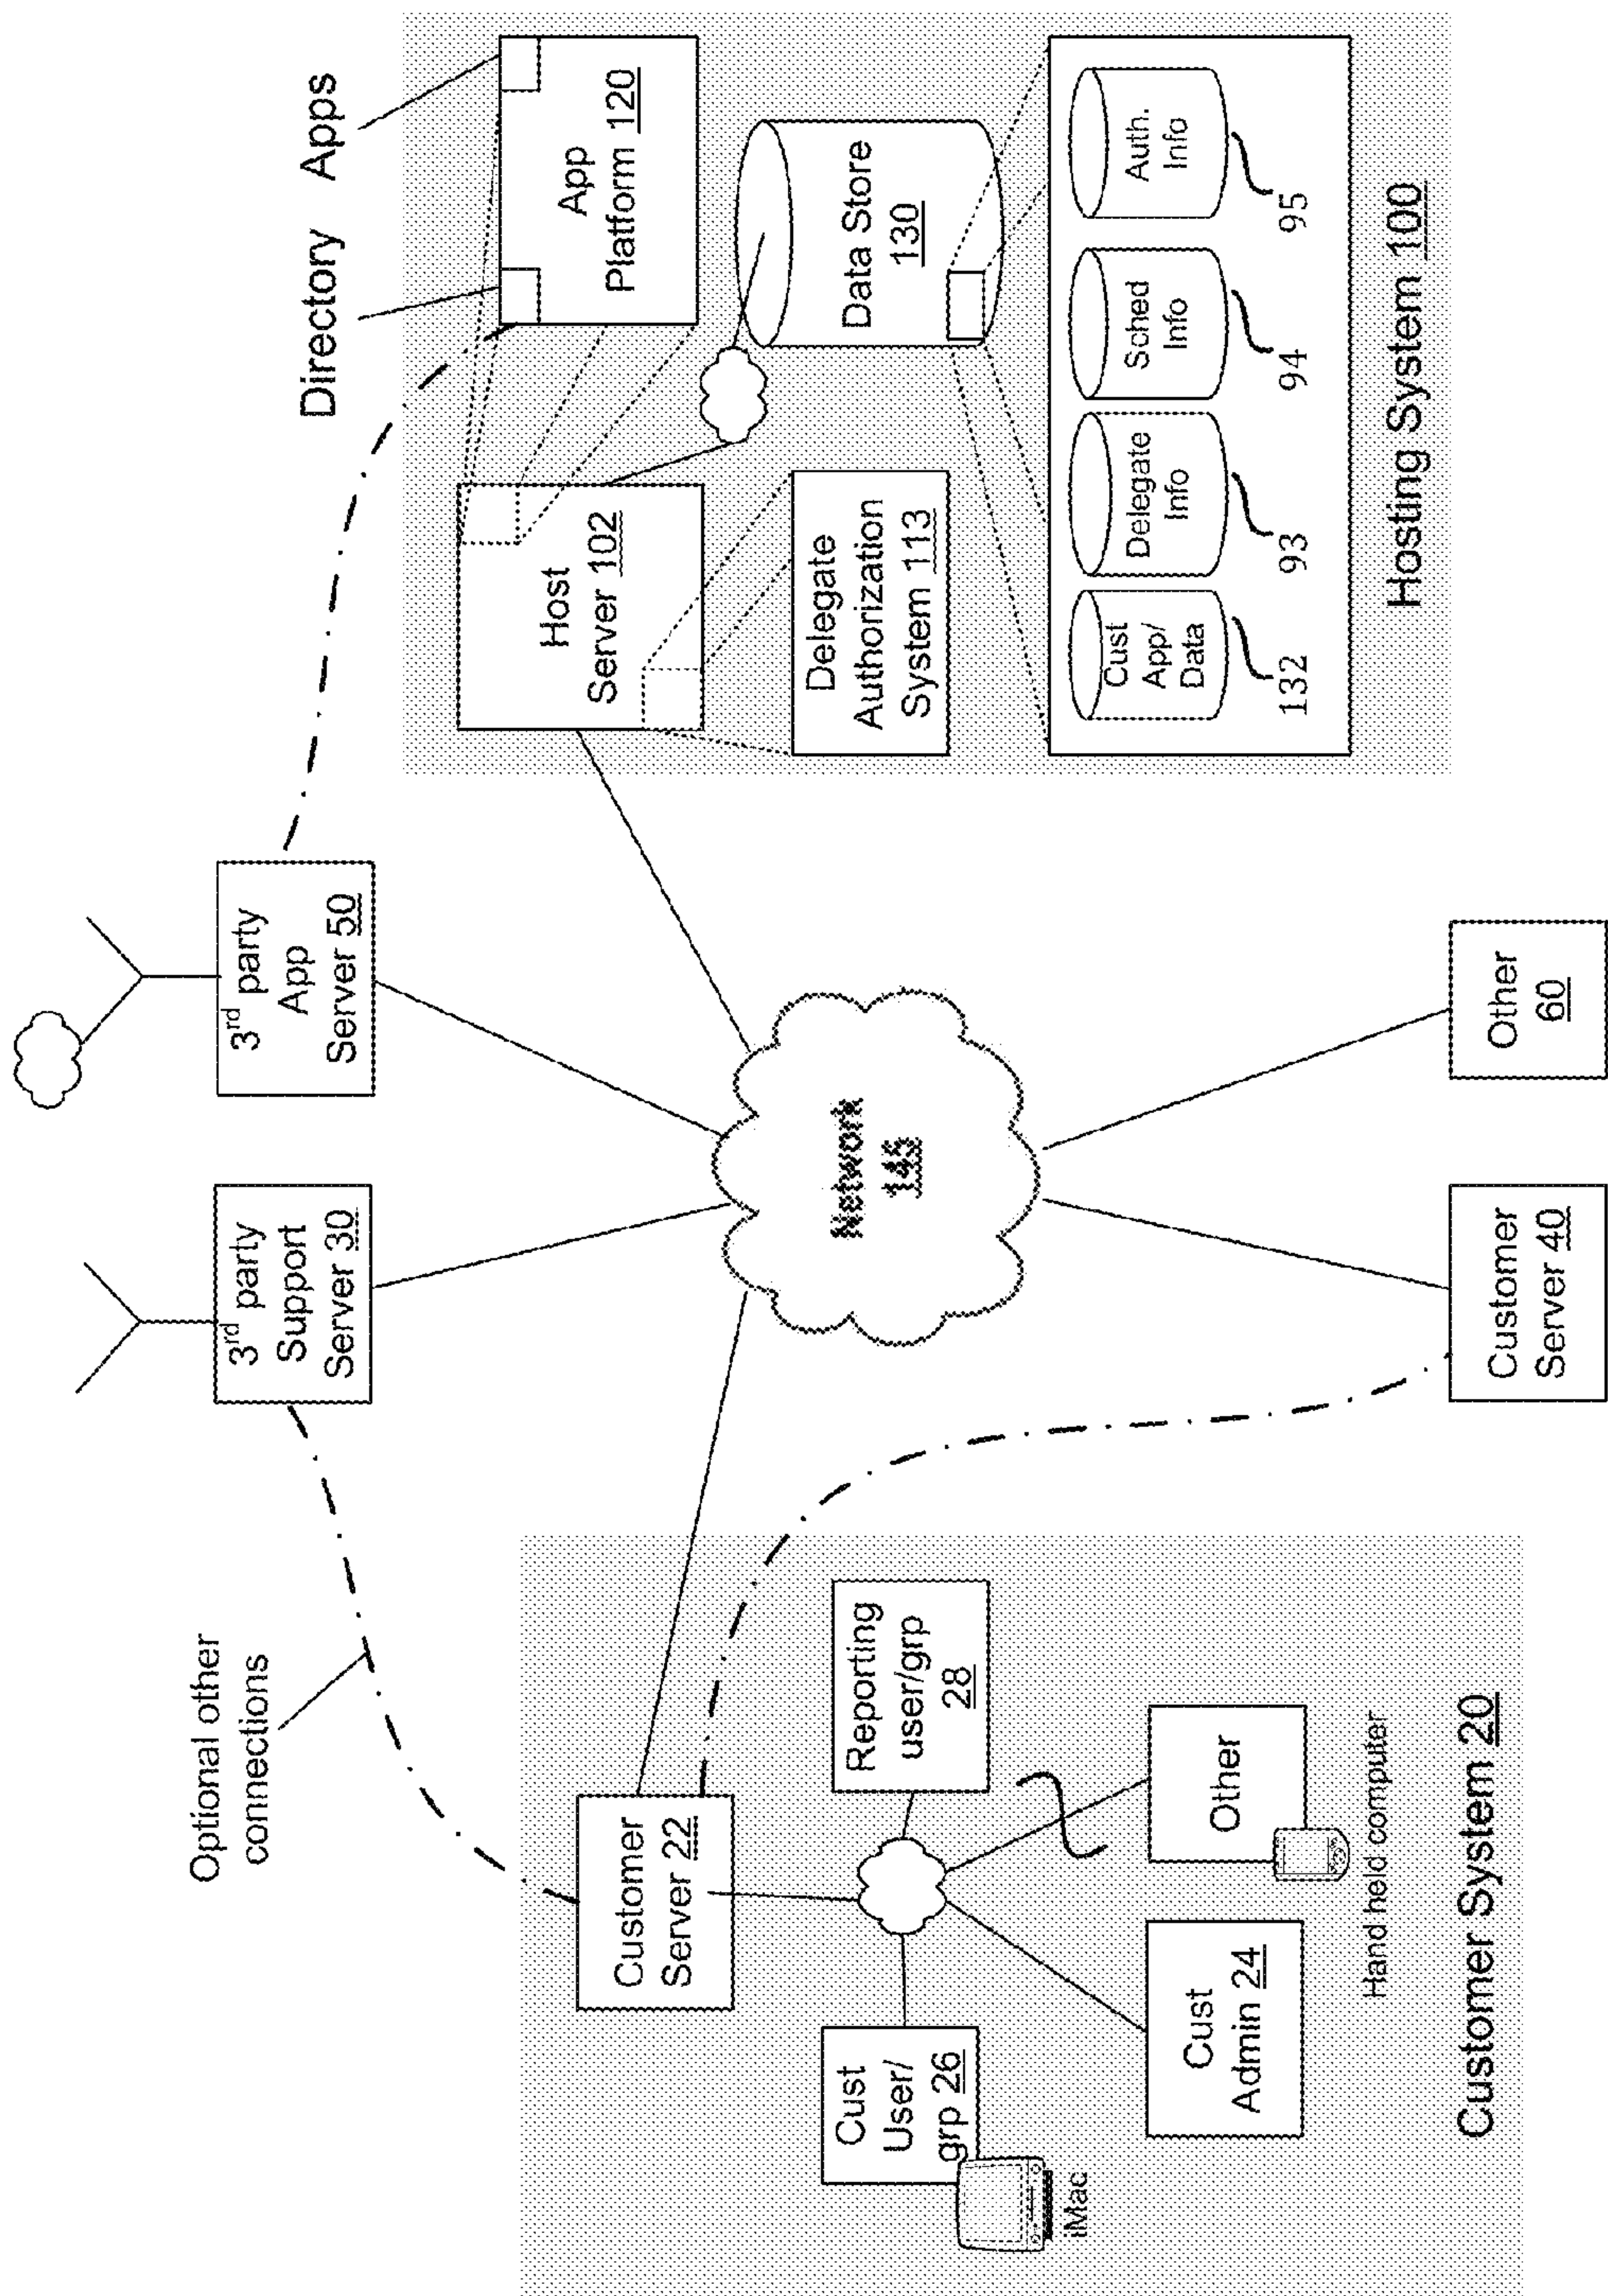 Optional other
connections
3rd party
Support
Server 30
3rd party
App
Server 50
Directory
Apps
Customer
Server 22
Cust
User/
grp 26
iMac
Reporting
user/grp
28
Cust
Admin 24
Other
Hand held computer
Customer System 20
Network
145
Customer
Server 40
Other
60
Host
Server 102
App
Platform 120
Delegate
Authorization
System 113
Data Store
130
Cust
App/
Data
132
Delegate
Info
93
Sched
Info
94
Auth.
Info
95
Hosting System 100